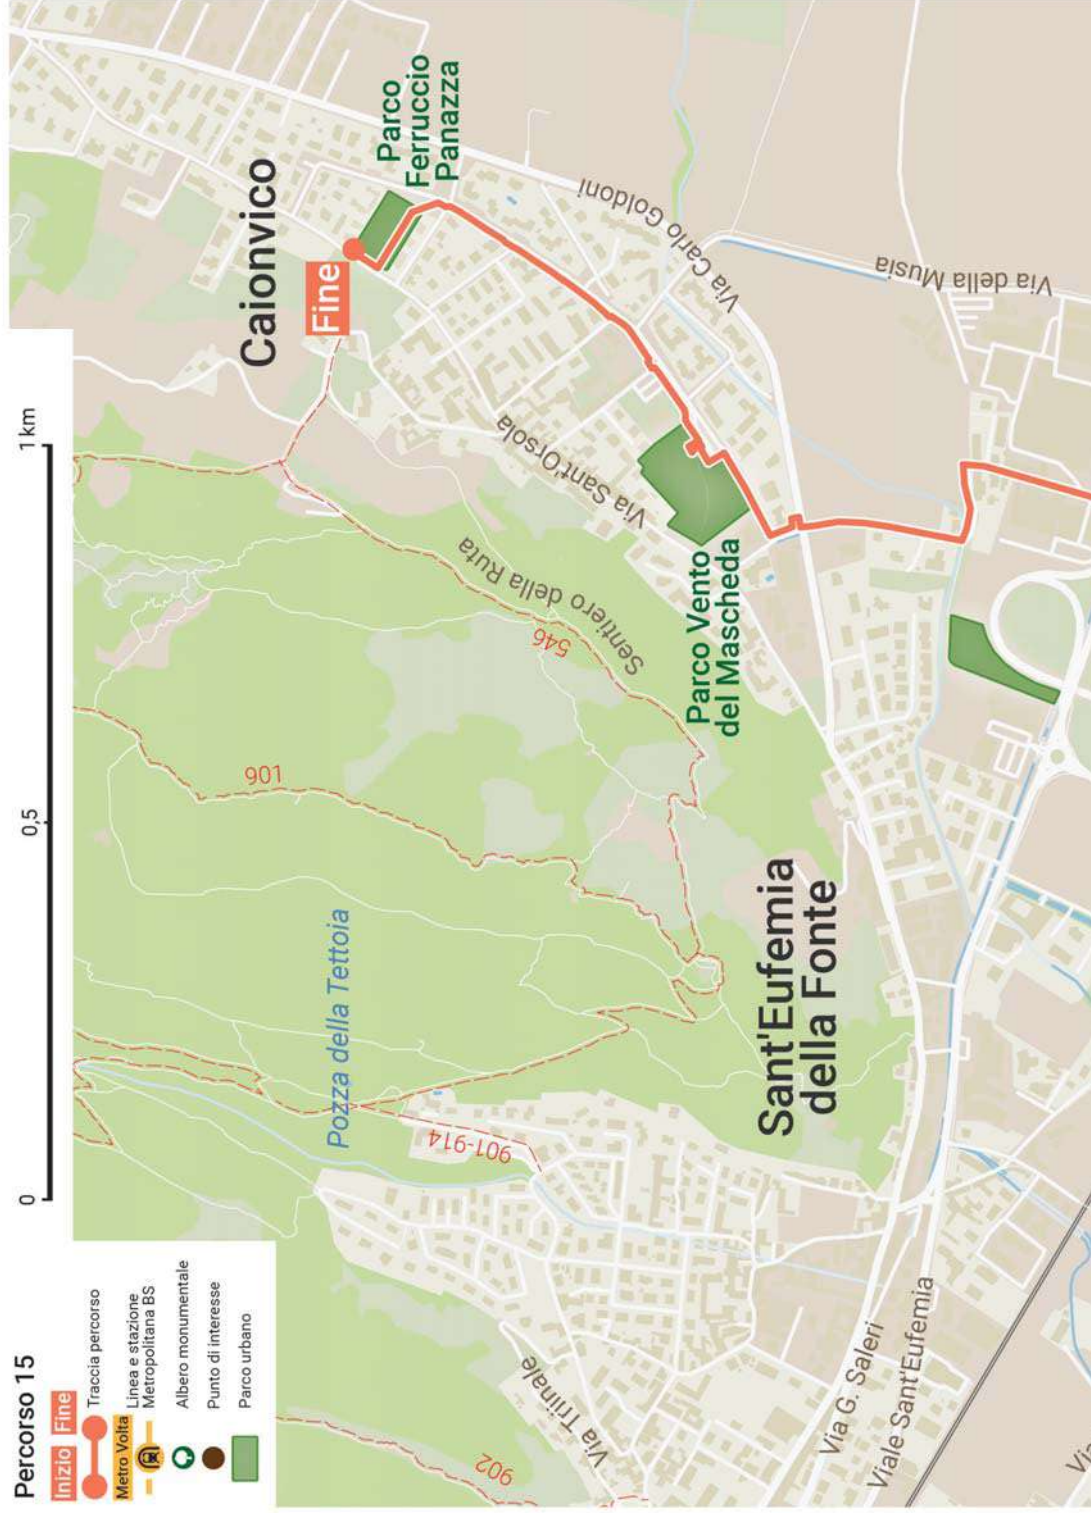 Percorso 15
Inizio Fine
Traccia percorso
Metro Volta
Linea e stazione
Metropolitana BS
Albero monumentale
Punto di interesse
Parco urbano
0
0,5
1 km
Caionvico
Fine
Parco
Ferruccio
Panazza
Via Carlo Goldoni
Via Carlo Goldoni
Via della Musia
Via Sant'Orsola
Sentiero della Ruta
546
901
Parco Vento
del Mascheda
Pozza della Tettoia
901-914
Sant'Eufemia
della Fonte
902
Via Trinale
Via G. Saleri
Viale Sant'Eufemia